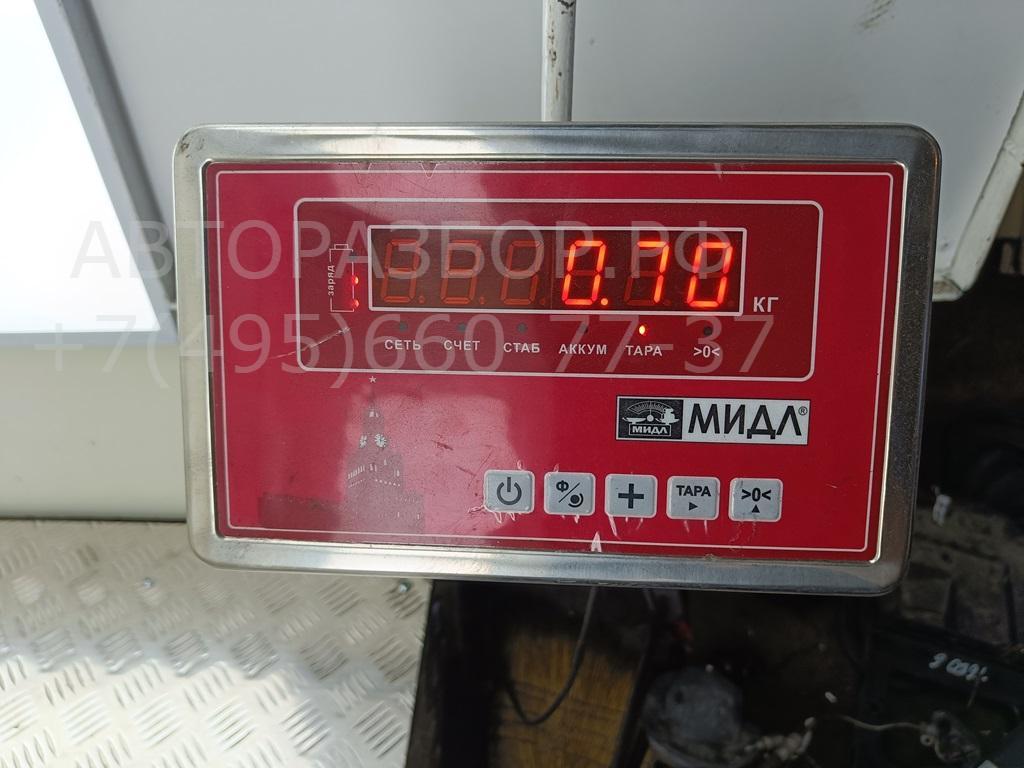 АВТОРАЗБОР.РФ
+7(495)660-77-37
заряд
0.70
КГ
СЕТЬ СЧЕТ СТАБ АККУМ ТАРА >0<
МИДЛ МИДЛ®
Ф/ + ТАРА >0<